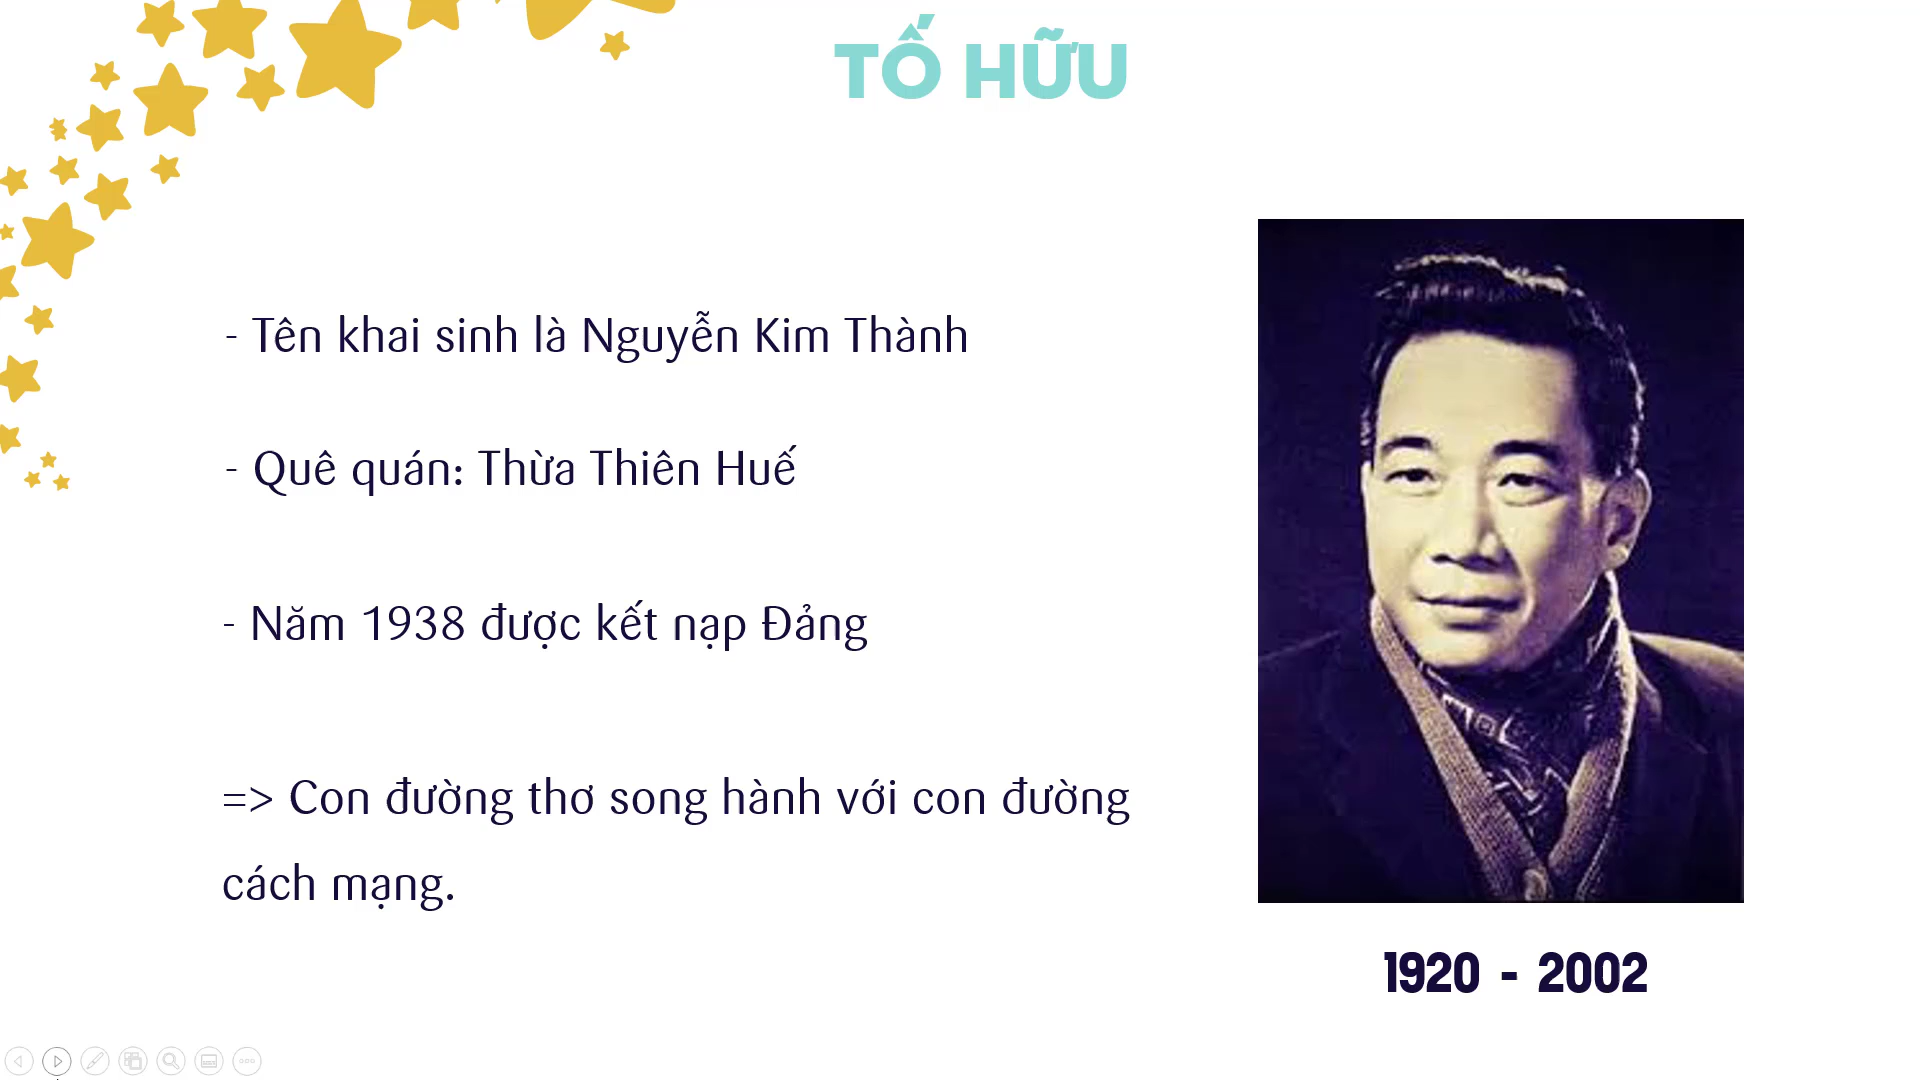 TỐ HỮU
- Tên khai sinh là Nguyễn Kim Thành
- Quê quán: Thừa Thiên Huế
- Năm 1938 được kết nạp Đảng
=> Con đường thơ song hành với con đường
cách mạng.
1920 - 2002